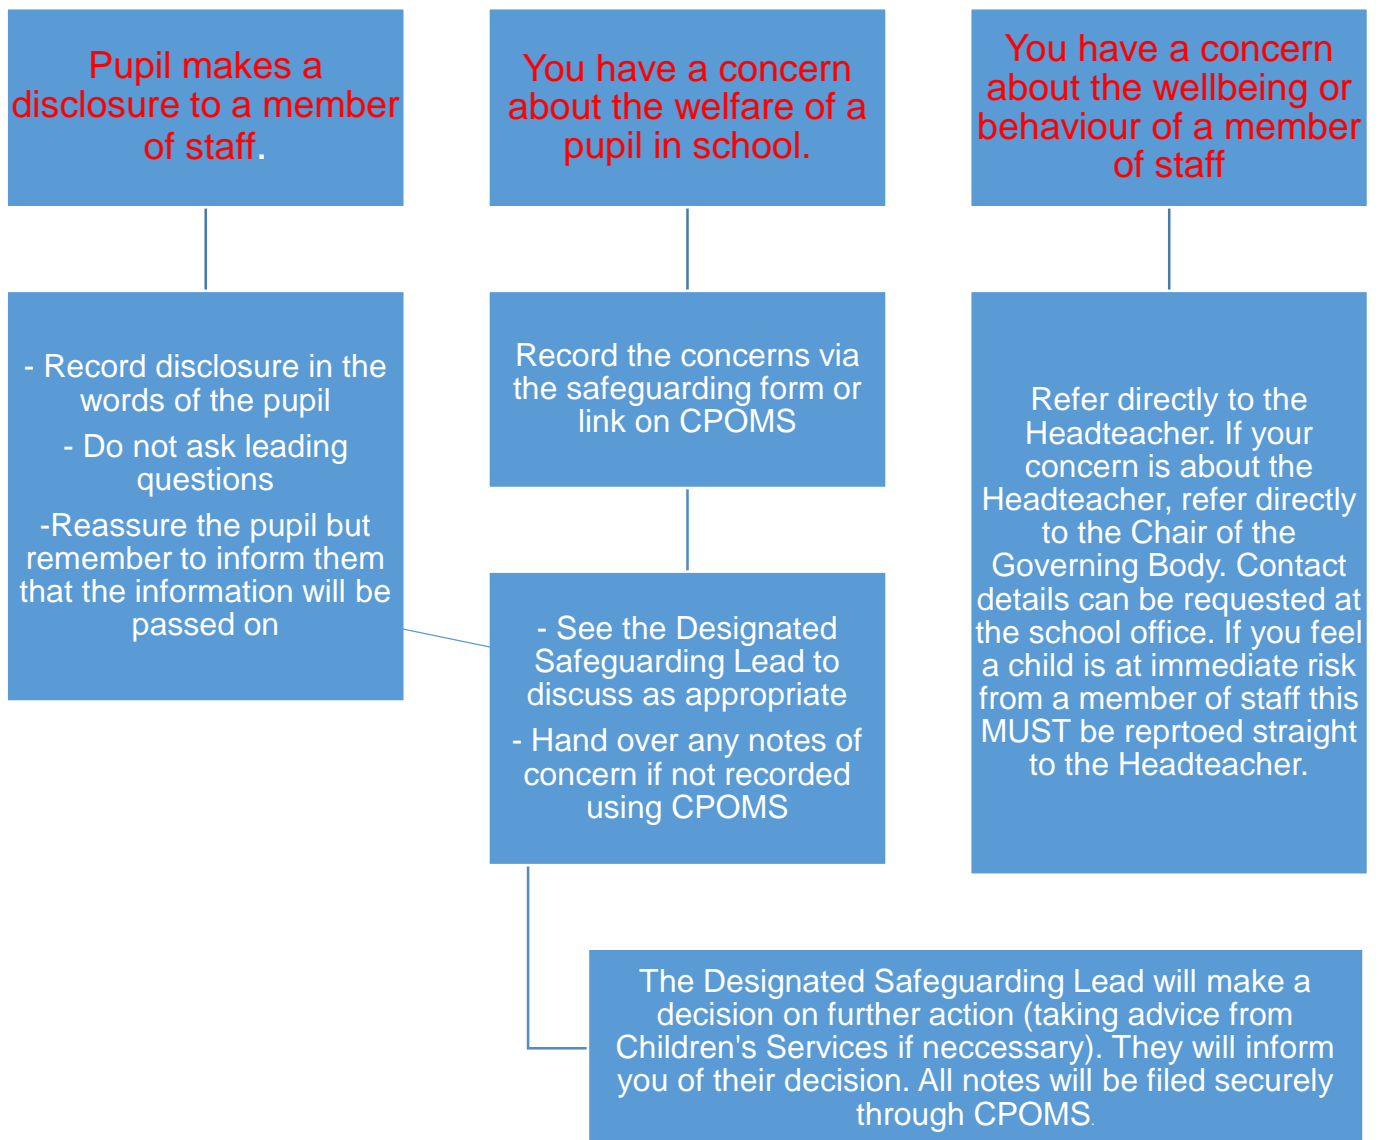 Pupil makes a
disclosure to a member
of staff.
You have a concern
about the welfare of a
pupil in school.
You have a concern
about the wellbeing or
behaviour of a member
of staff
- Record disclosure in the
words of the pupil
- Do not ask leading
questions
-Reassure the pupil but
remember to inform them
that the information will be
passed on
Record the concerns via
the safeguarding form or
link on CPOMS
- See the Designated
Safeguarding Lead to
discuss as appropriate
- Hand over any notes of
concern if not recorded
using CPOMS
Refer directly to the
Headteacher. If your
concern is about the
Headteacher, refer directly
to the Chair of the
Governing Body. Contact
details can be requested at
the school office. If you feel
a child is at immediate risk
from a member of staff this
MUST be reprtoed straight
to the Headteacher.
The Designated Safeguarding Lead will make a
decision on further action (taking advice from
Children's Services if neccessary). They will inform
you of their decision. All notes will be filed securely
through CPOMS.